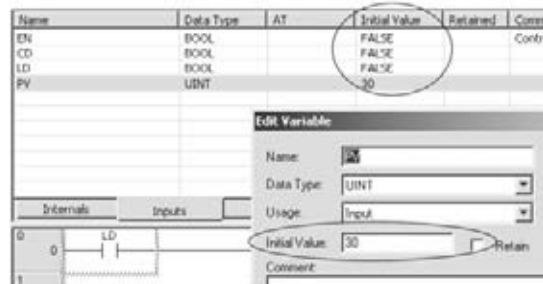 Name Data Type AT Initial Value Retained Comm
EN BOOL FALSE Contr
CD BOOL FALSE
LD BOOL FALSE
PV UINT 30
Edit Variable
Name: PV
Data Type: UINT
Usage: Input
Initial Value: 30 Retain
Comment:
Internals Inputs
0 0 LD
1